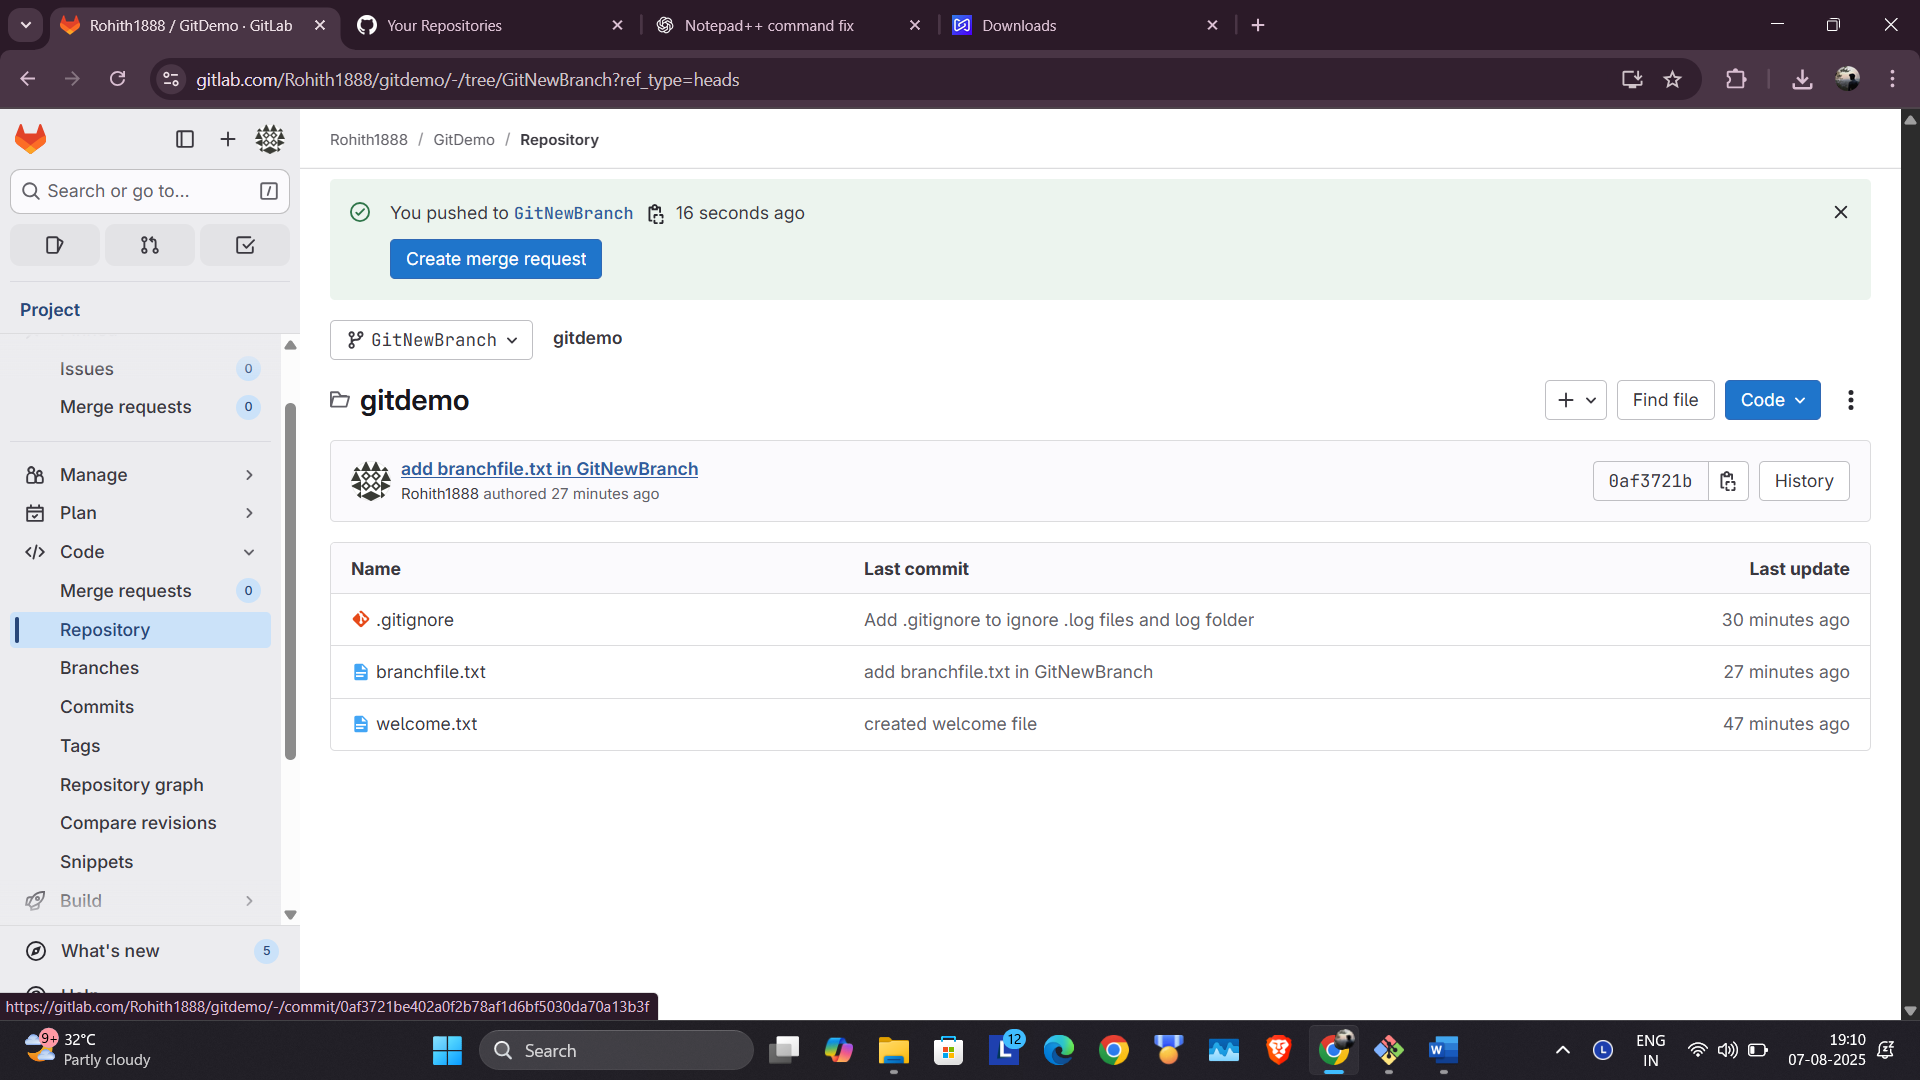 Rohith1888 / GitDemo · GitLab
Your Repositories
Notepad++ command fix
Downloads
gitlab.com/Rohith1888/gitdemo/-/tree/GitNewBranch?ref_type=heads
Rohith1888 / GitDemo / Repository
Search or go to... /
You pushed to GitNewBranch 16 seconds ago
Create merge request
Project
GitNewBranch gitdemo
Issues 0
Merge requests 0
gitdemo
Find file
Code
Manage
Plan
Code
Merge requests 0
Repository
Branches
Commits
Tags
Repository graph
Compare revisions
Snippets
Build
What's new 5
add branchfile.txt in GitNewBranch
Rohith1888 authored 27 minutes ago
0af3721b
History
Name Last commit Last update
.gitignore Add .gitignore to ignore .log files and log folder 30 minutes ago
branchfile.txt add branchfile.txt in GitNewBranch 27 minutes ago
welcome.txt created welcome file 47 minutes ago
https://gitlab.com/Rohith1888/gitdemo/-/commit/0af3721be402a0f2b78af1d6bf5030da70a13b3f
9+
32°C
Partly cloudy
Search
L
12
W
L
ENG
IN
19:10
07-08-2025